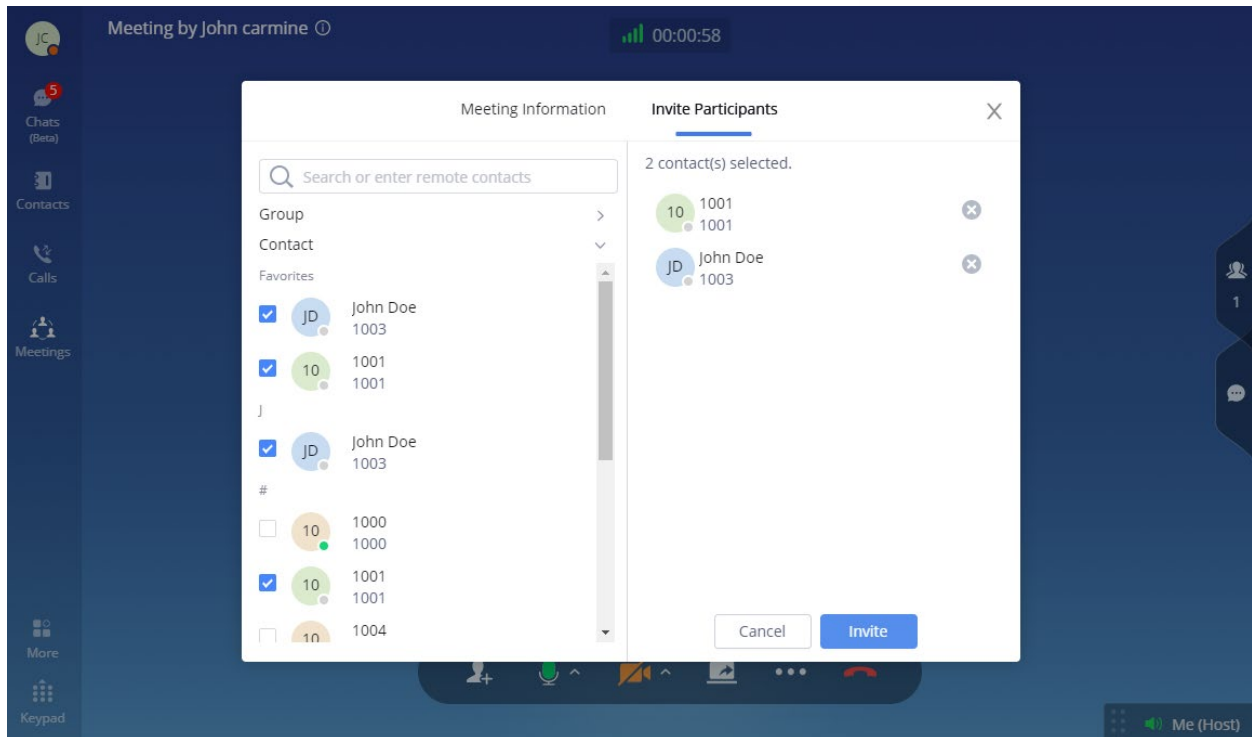 JC
Meeting by John carmine
00:00:58
5
Chats
(Beta)
Contacts
Calls
Meetings
More
Keypad
Meeting Information
Invite Participants
Search or enter remote contacts
Group
Contact
Favorites
JD
John Doe
1003
10
1001
1001
J
JD
John Doe
1003
#
10
1000
1000
10
1001
1001
10
1004
2 contact(s) selected.
10
1001
1001
JD
John Doe
1003
Cancel
Invite
1
Me (Host)